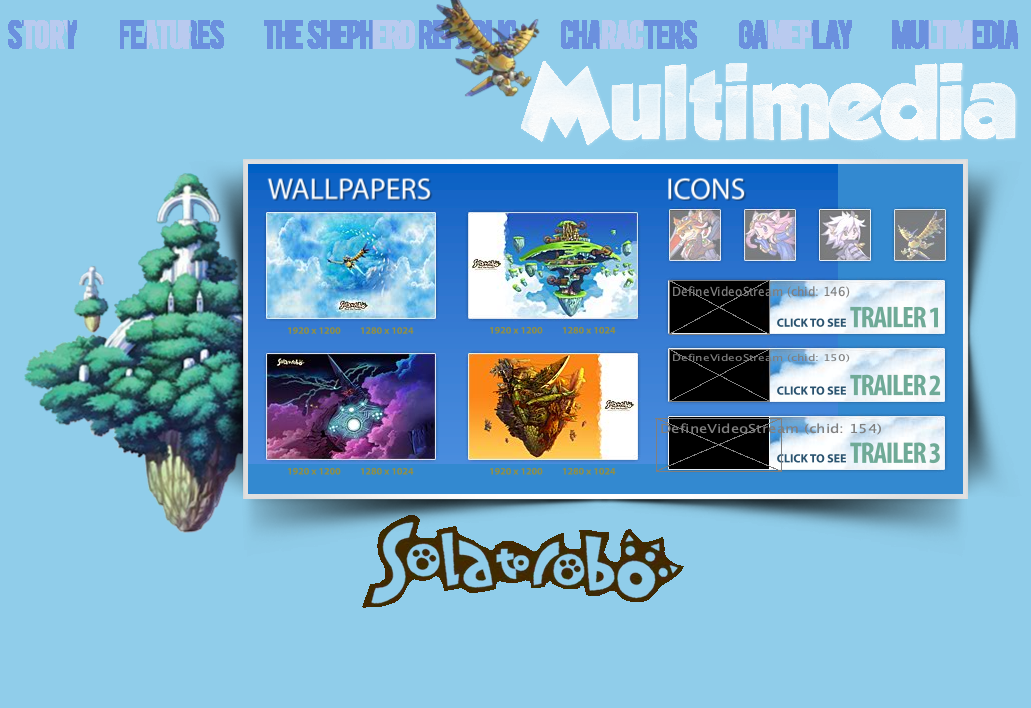 STORY FEATURES THE SHEPHERD REPUBLIC CHARACTERS GAMEPLAY MULTIMEDIA
Multimedia
WALLPAPERS
1920 x 1200 1280 x 1024
1920 x 1200 1280 x 1024
1920 x 1200 1280 x 1024
1920 x 1200 1280 x 1024
ICONS
DefineVideoStream (chid: 146)
CLICK TO SEE TRAILER 1
DefineVideoStream (chid: 150)
CLICK TO SEE TRAILER 2
DefineVideoStream (chid: 154)
CLICK TO SEE TRAILER 3
Solatorobo